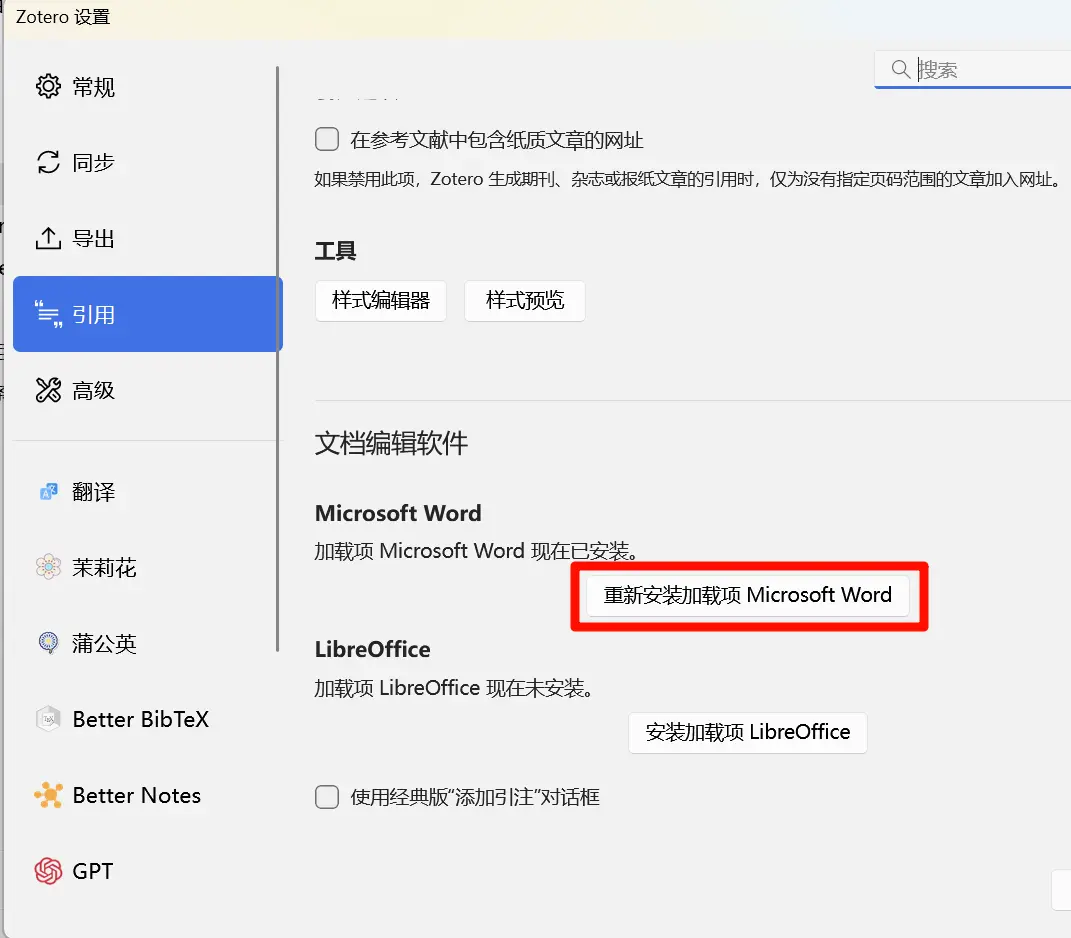 Zotero 设置
搜索
常规
同步
导出
引用
高级
翻译
茉莉花
蒲公英
Better BibTeX
Better Notes
GPT
在参考文献中包含纸质文章的网址
如果禁用此项，Zotero 生成期刊、杂志或报纸文章的引用时，仅为没有指定页码范围的文章加入网址。
工具
样式编辑器
样式预览
文档编辑软件
Microsoft Word
加载项 Microsoft Word 现在已安装。
重新安装加载项 Microsoft Word
LibreOffice
加载项 LibreOffice 现在未安装。
安装加载项 LibreOffice
使用经典版“添加引注”对话框